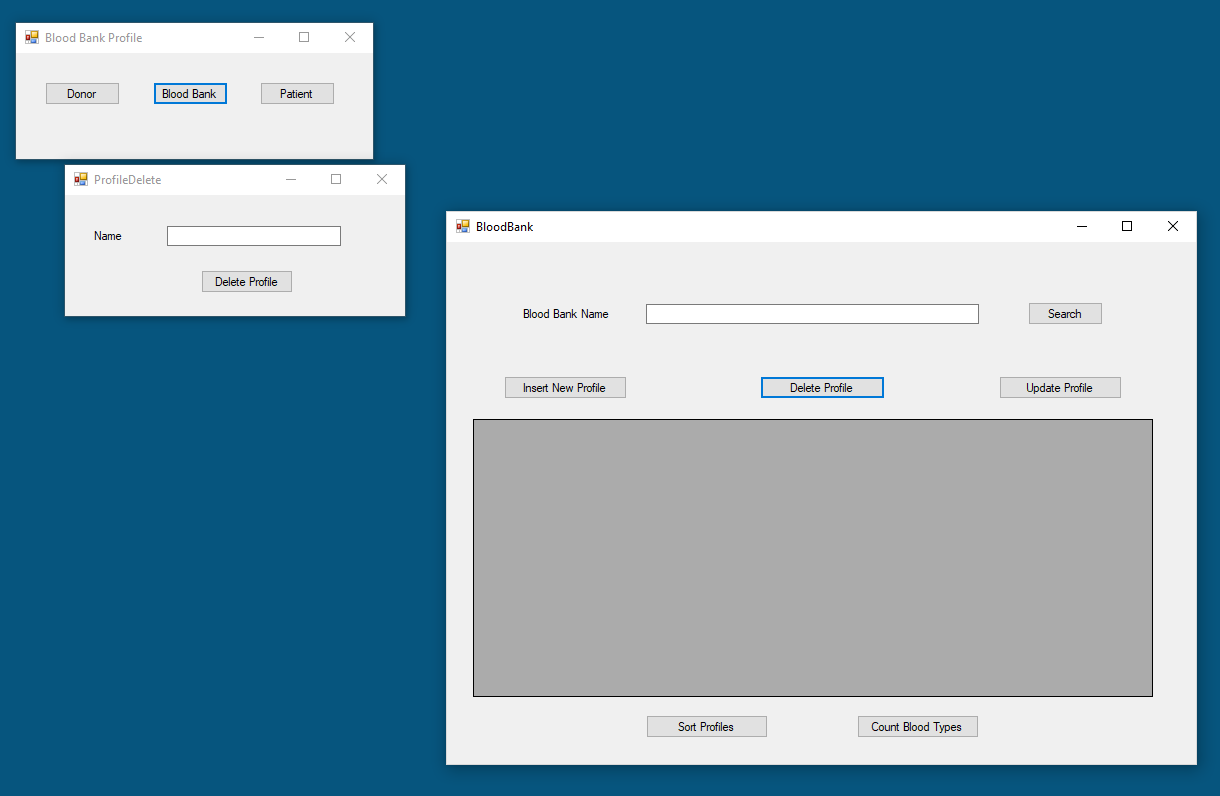 Blood Bank Profile
Donor Blood Bank Patient
ProfileDelete
Name
Delete Profile
BloodBank
Blood Bank Name Search
Insert New Profile Delete Profile Update Profile
Sort Profiles Count Blood Types